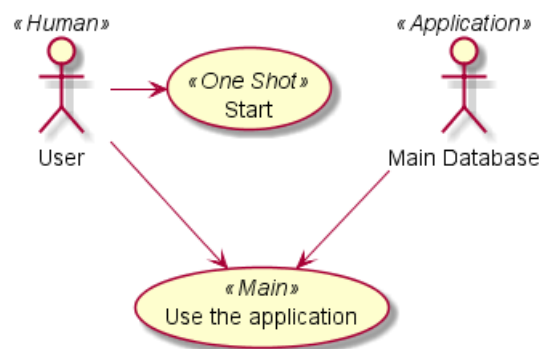 «Human»
«Application»
«One Shot»
Start
User
Main Database
«Main»
Use the application